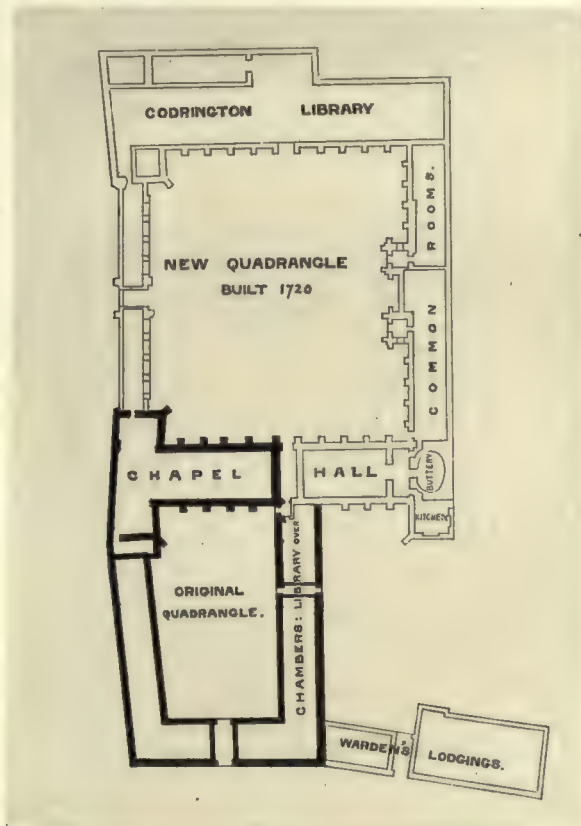 CODRINGTON LIBRARY
NEW QUADRANGLE
BUILT 1720
COMMON ROOMS.
CHAPEL
HALL
BUTTERY
KITCHEN
ORIGINAL
QUADRANGLE.
CHAMBERS: LIBRARY OVER
WARDEN'S LODGINGS.